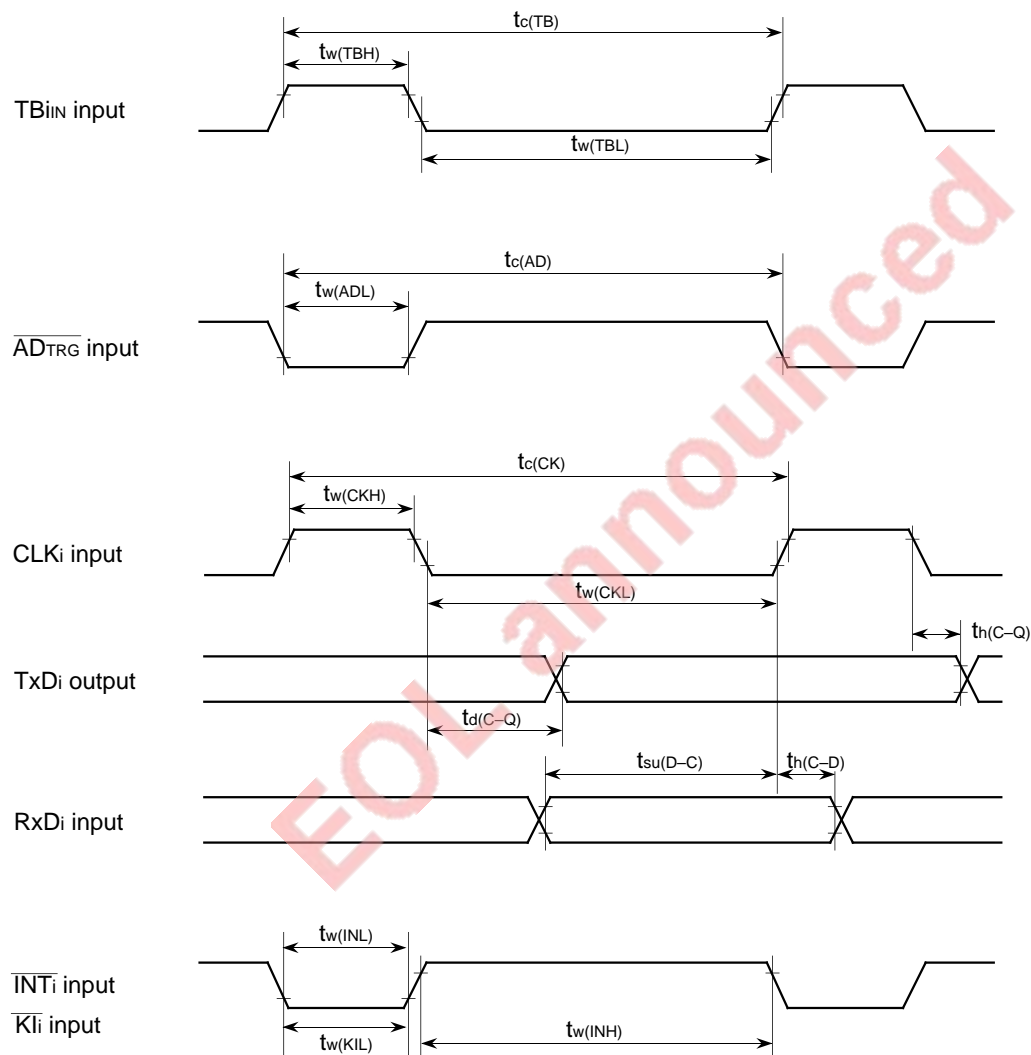 tc(TB)
tw(TBH)
TBiIN input
tw(TBL)
tc(AD)
tw(ADL)
ADTRG input
tc(CK)
tw(CKH)
CLKi input
tw(CKL)
th(C–Q)
TxDi output
td(C–Q)
tsu(D–C)
th(C–D)
RxDi input
tw(INL)
INTi input
KIi input
tw(KIL)
tw(INH)
EOL announced